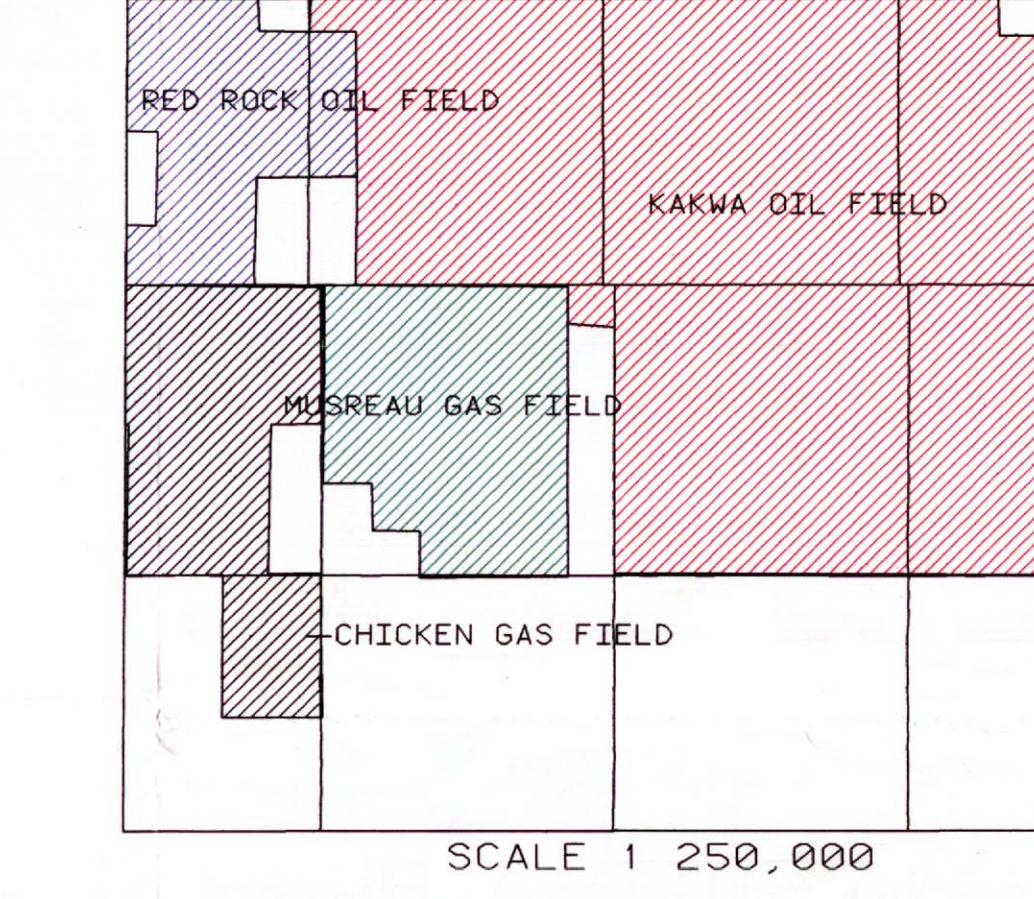 RED ROCK OIL FIELD
KAKWA OIL FIELD
MUSREAU GAS FIELD
CHICKEN GAS FIELD
SCALE 1 250,000